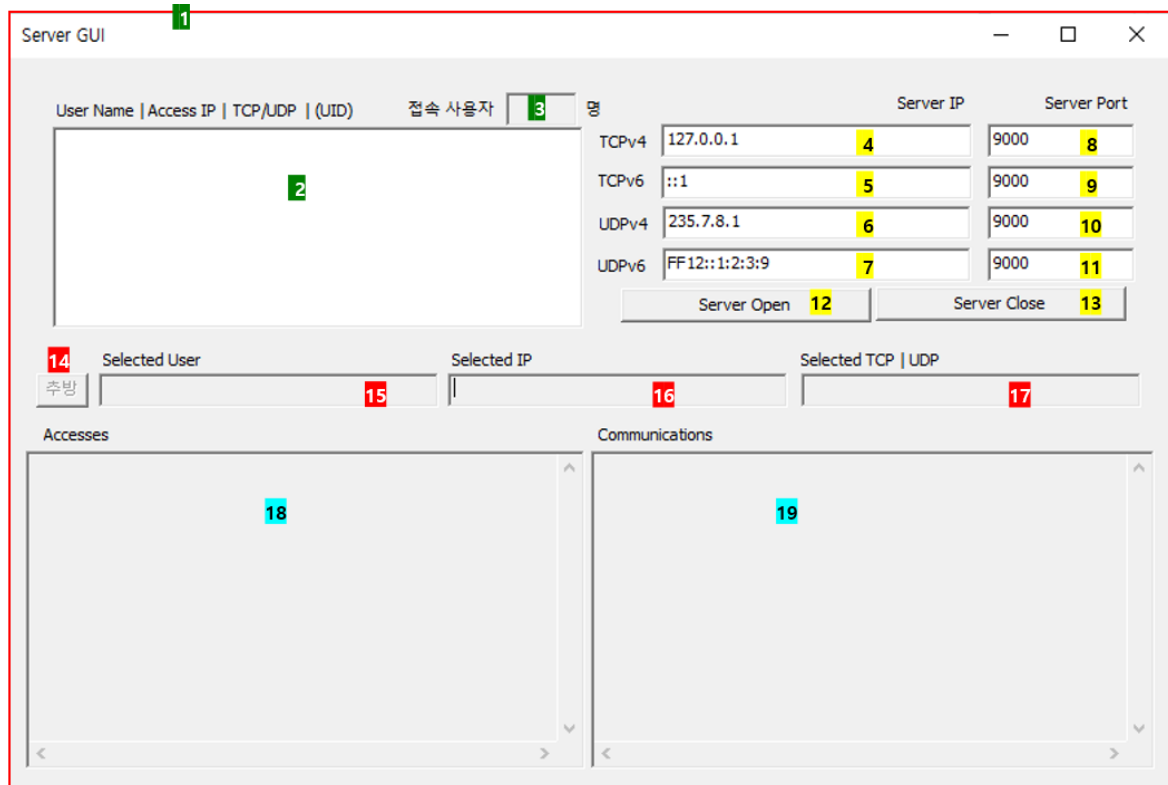 1
Server GUI
User Name | Access IP | TCP/UDP | (UID) 접속 사용자 3 명 Server IP Server Port
2
TCPv4 127.0.0.1 4 9000 8
TCPv6 ::1 5 9000 9
UDPv4 235.7.8.1 6 9000 10
UDPv6 FF12::1:2:3:9 7 9000 11
Server Open 12 Server Close 13
14 Selected User Selected IP Selected TCP | UDP
추방 15 16 17
Accesses Communications
18 19